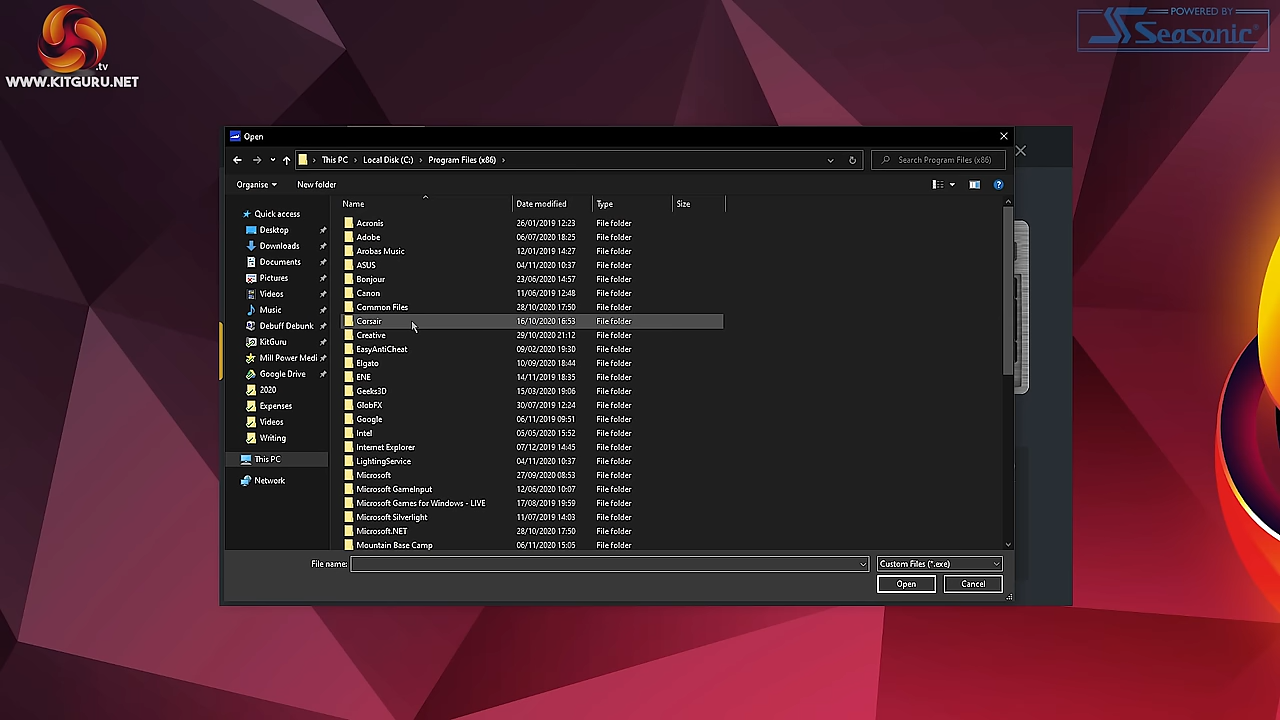 .tv
WWW.KITGURU.NET
POWERED BY
Seasonic
Open
This PC > Local Disk (C:) > Program Files (x86) >
Search Program Files (x86)
Organise
New folder
Name
Date modified
Type
Size
Quick access
Desktop
Downloads
Documents
Pictures
Videos
Music
Debuff Debunk
KitGuru
Mill Power Medi
Google Drive
2020
Expenses
Videos
Writing
This PC
Network
Acronis 26/01/2019 12:23 File folder
Adobe 06/07/2020 18:25 File folder
Arobas Music 12/01/2019 14:27 File folder
ASUS 04/11/2020 10:37 File folder
Bonjour 23/06/2020 14:57 File folder
Canon 11/06/2019 12:48 File folder
Common Files 28/10/2020 17:50 File folder
Corsair 16/10/2020 16:53 File folder
Creative 29/10/2020 21:12 File folder
EasyAntiCheat 09/02/2020 19:30 File folder
Elgato 10/09/2020 18:44 File folder
ENE 14/11/2019 18:35 File folder
Geeks3D 15/03/2020 19:06 File folder
GlobFX 30/07/2019 12:24 File folder
Google 06/11/2019 09:51 File folder
Intel 05/05/2020 15:52 File folder
Internet Explorer 07/12/2019 14:45 File folder
LightingService 04/11/2020 10:37 File folder
Microsoft 27/09/2020 08:53 File folder
Microsoft GameInput 12/06/2020 10:07 File folder
Microsoft Games for Windows - LIVE 17/08/2019 19:59 File folder
Microsoft Silverlight 11/07/2019 14:03 File folder
Microsoft.NET 28/10/2020 17:50 File folder
Mountain Base Camp 06/11/2020 15:05 File folder
File name:
Custom Files (*.exe)
Open
Cancel